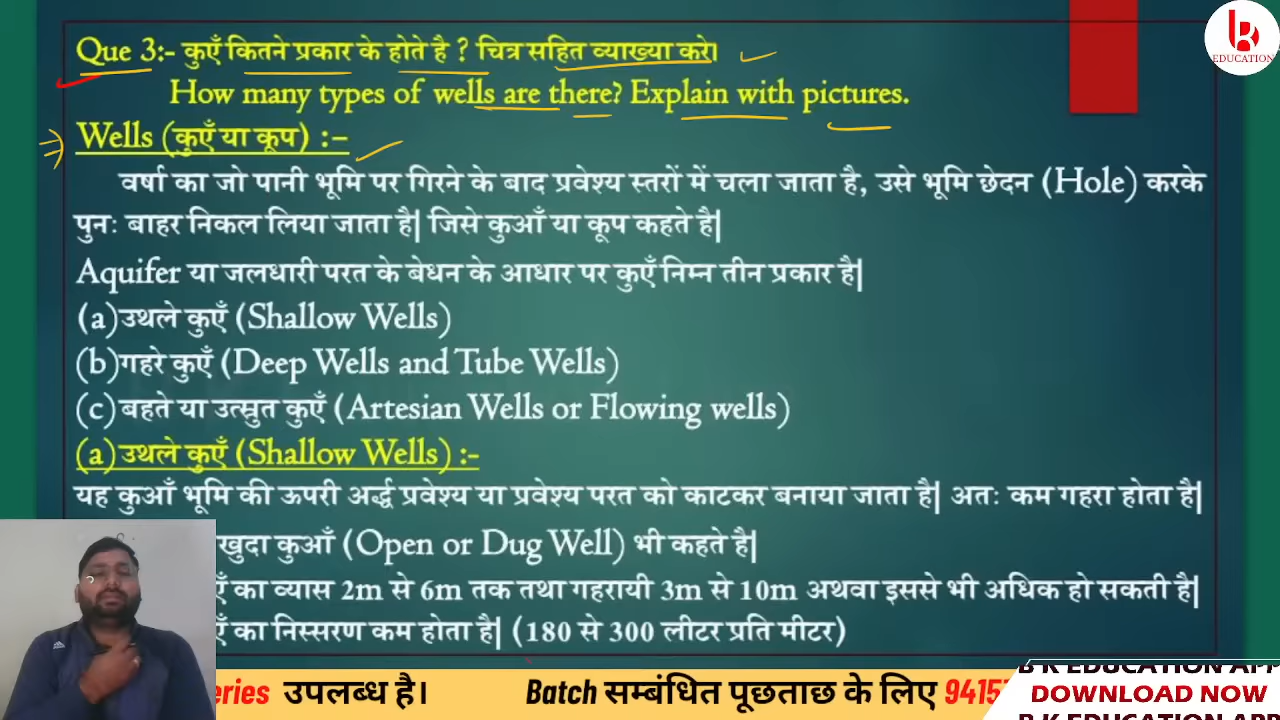 Que 3:- कुएँ कितने प्रकार के होते है ? चित्र सहित व्याख्या करे।
How many types of wells are there? Explain with pictures.
Wells (कुएँ या कूप) :-
वर्षा का जो पानी भूमि पर गिरने के बाद प्रवेश्य स्तरों में चला जाता है, उसे भूमि छेदन (Hole) करके
पुनः बाहर निकल लिया जाता है| जिसे कुआँ या कूप कहते है|
Aquifer या जलधारी परत के बेधन के आधार पर कुएँ निम्न तीन प्रकार है|
(a)उथले कुएँ (Shallow Wells)
(b)गहरे कुएँ (Deep Wells and Tube Wells)
(c)बहते या उत्स्रुत कुएँ (Artesian Wells or Flowing wells)
(a)उथले कुएँ (Shallow Wells) :-
यह कुआँ भूमि की ऊपरी अर्द्ध प्रवेश्य या प्रवेश्य परत को काटकर बनाया जाता है| अतः कम गहरा होता है|
खुदा कुआँ (Open or Dug Well) भी कहते है|
का व्यास 2m से 6m तक तथा गहरायी 3m से 10m अथवा इससे भी अधिक हो सकती है|
का निस्सरण कम होता है| (180 से 300 लीटर प्रति मीटर)
k
EDUCATION
eries उपलब्ध है। Batch सम्बंधित पूछताछ के लिए 9415
B K EDUCATION APP
DOWNLOAD NOW
B K EDUCATION APP